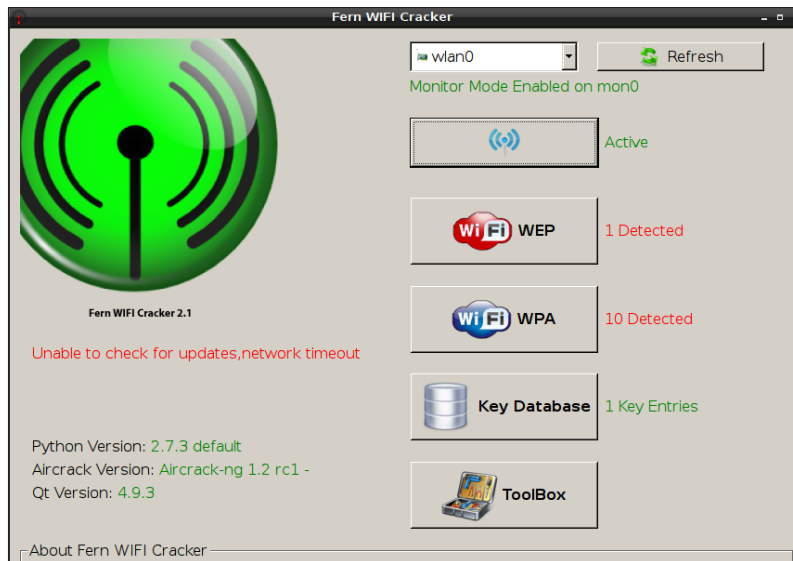 Fern WIFI Cracker
wlan0
Refresh
Monitor Mode Enabled on mon0
Active
WiFi WEP
1 Detected
Fern WIFI Cracker 2.1
WiFi WPA
10 Detected
Unable to check for updates,network timeout
Key Database
1 Key Entries
Python Version: 2.7.3 default
Aircrack Version: Aircrack-ng 1.2 rc1 -
Qt Version: 4.9.3
ToolBox
About Fern WIFI Cracker